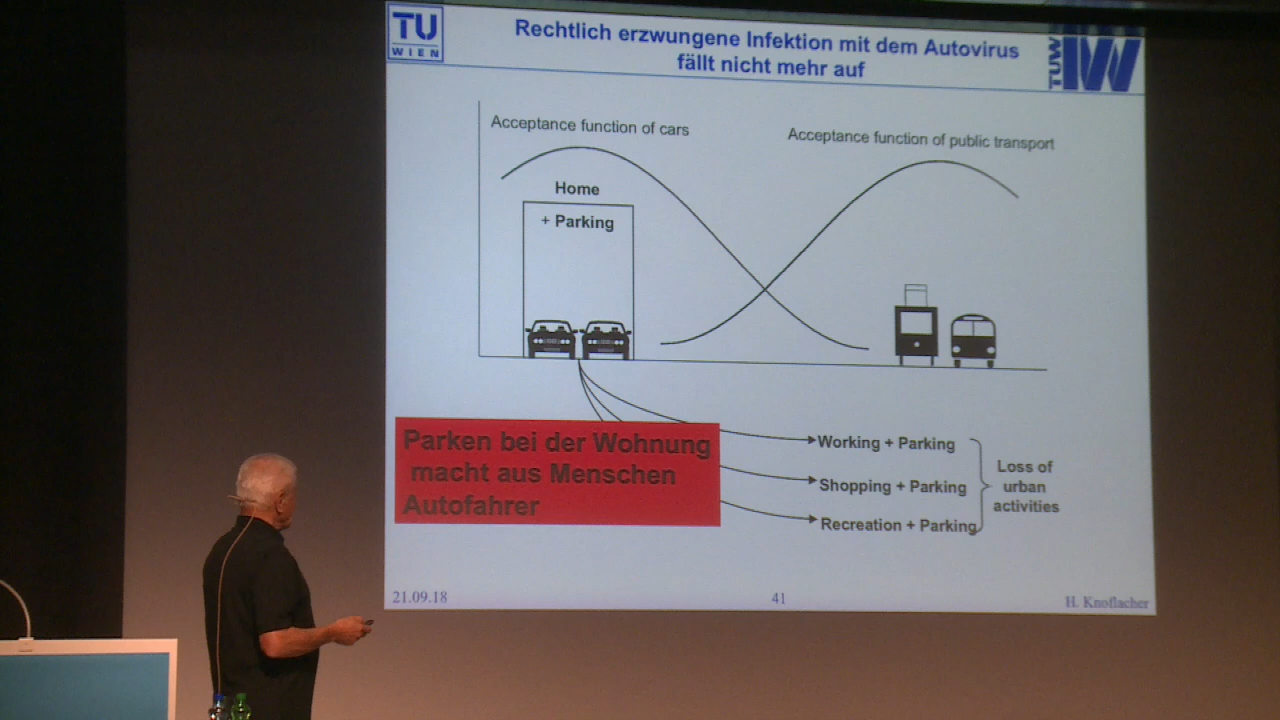 TU
WIEN
Rechtlich erzwungene Infektion mit dem Autovirus
fällt nicht mehr auf
TUW
IVV
Acceptance function of cars
Acceptance function of public transport
Home
+ Parking
Parken bei der Wohnung
macht aus Menschen
Autofahrer
Working + Parking
Shopping + Parking
Recreation + Parking
Loss of
urban
activities
21.09.18
41
H. Knoflacher